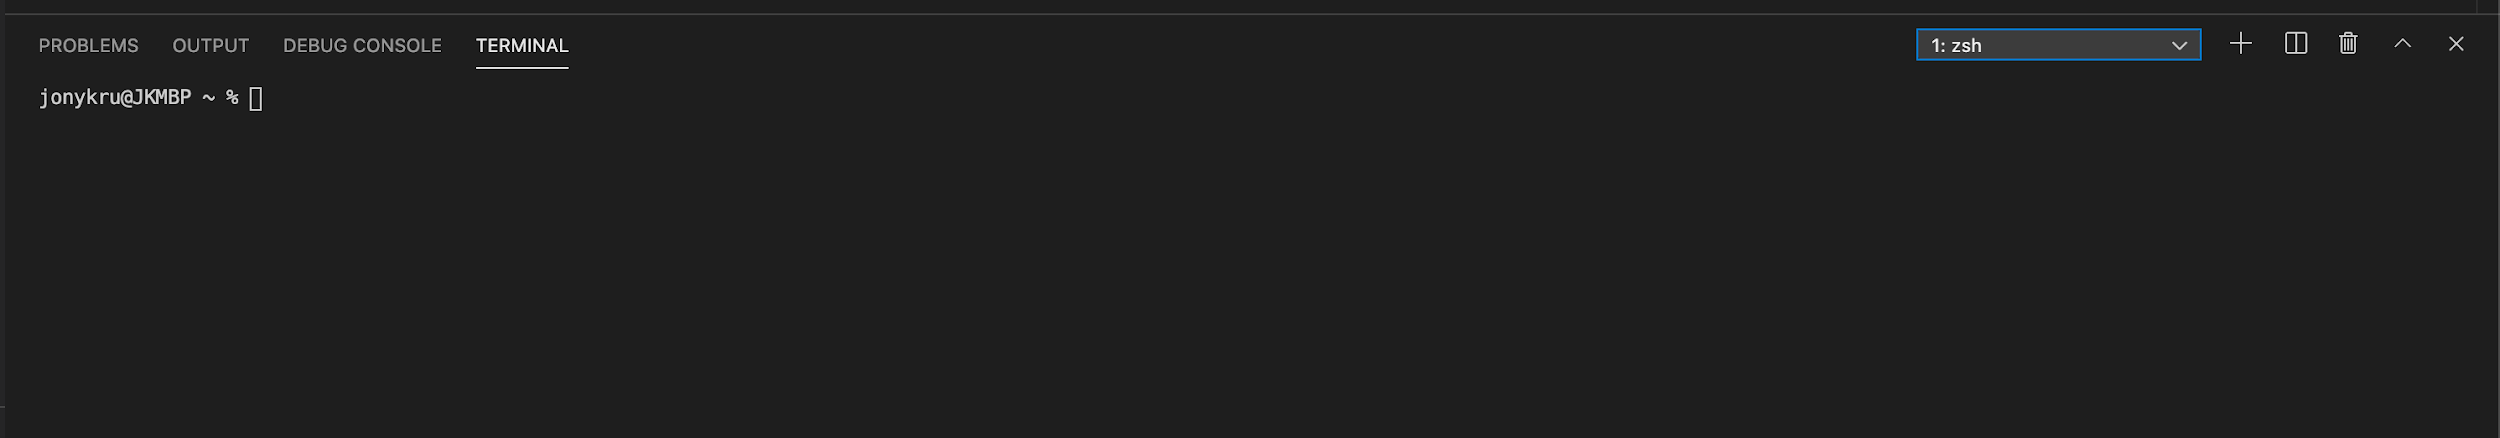 PROBLEMS OUTPUT DEBUG CONSOLE TERMINAL 1: zsh
jonykru@JKMBP ~ %